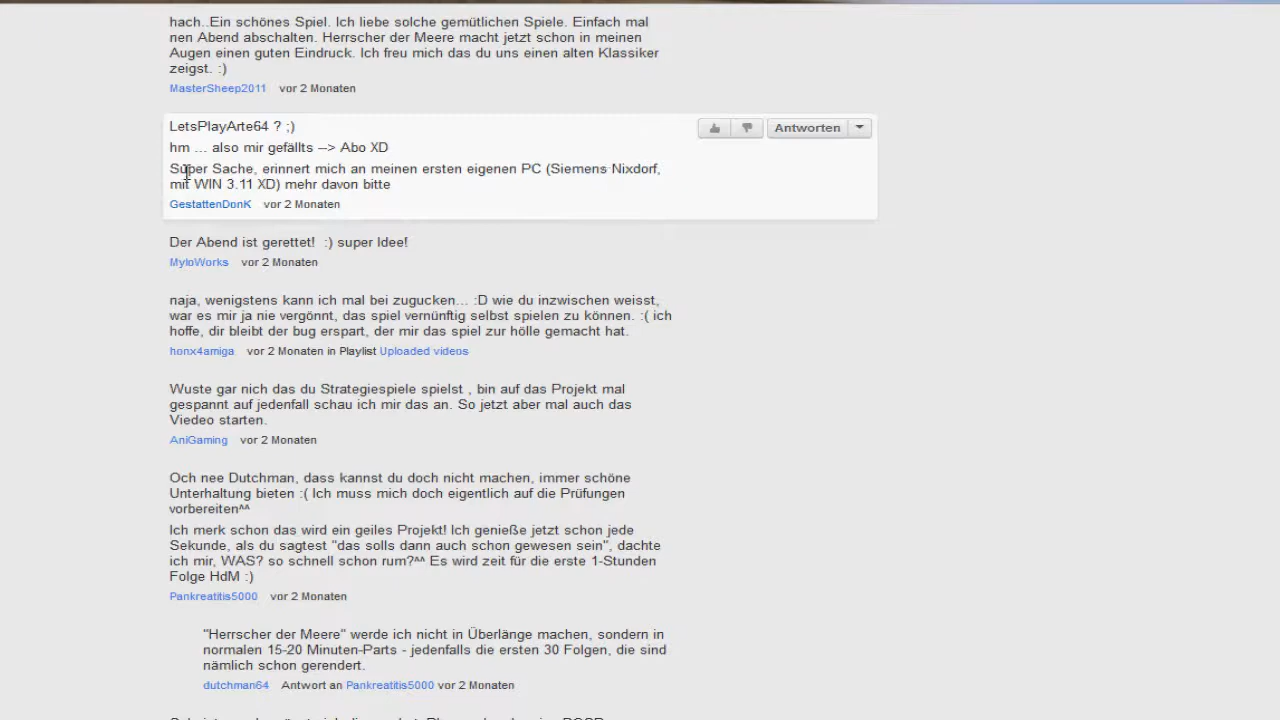 hach..Ein schönes Spiel. Ich liebe solche gemütlichen Spiele. Einfach mal
nen Abend abschalten. Herrscher der Meere macht jetzt schon in meinen
Augen einen guten Eindruck. Ich freu mich das du uns einen alten Klassiker
zeigst. :)
MasterSheep2011 vor 2 Monaten
LetsPlayArte64 ? ;)
Antworten
hm ... also mir gefällts --> Abo XD
Super Sache, erinnert mich an meinen ersten eigenen PC (Siemens Nixdorf,
mit WIN 3.11 XD) mehr davon bitte
GestattenDonK vor 2 Monaten
Der Abend ist gerettet! :) super Idee!
MyloWorks vor 2 Monaten
naja, wenigstens kann ich mal bei zugucken... :D wie du inzwischen weisst,
war es mir ja nie vergönnt, das spiel vernünftig selbst spielen zu können. :( ich
hoffe, dir bleibt der bug erspart, der mir das spiel zur hölle gemacht hat.
honx4amiga vor 2 Monaten in Playlist Uploaded videos
Wuste gar nich das du Strategiespiele spielst , bin auf das Projekt mal
gespannt auf jedenfall schau ich mir das an. So jetzt aber mal auch das
Viedeo starten.
AniGaming vor 2 Monaten
Och nee Dutchman, dass kannst du doch nicht machen, immer schöne
Unterhaltung bieten :( Ich muss mich doch eigentlich auf die Prüfungen
vorbereiten^^
Ich merk schon das wird ein geiles Projekt! Ich genieße jetzt schon jede
Sekunde, als du sagtest "das solls dann auch schon gewesen sein", dachte
ich mir, WAS? so schnell schon rum?^^ Es wird zeit für die erste 1-Stunden
Folge HdM :)
Pankreatitis5000 vor 2 Monaten
"Herrscher der Meere" werde ich nicht in Überlänge machen, sondern in
normalen 15-20 Minuten-Parts - jedenfalls die ersten 30 Folgen, die sind
nämlich schon gerendert.
dutchman64 Antwort an Pankreatitis5000 vor 2 Monaten